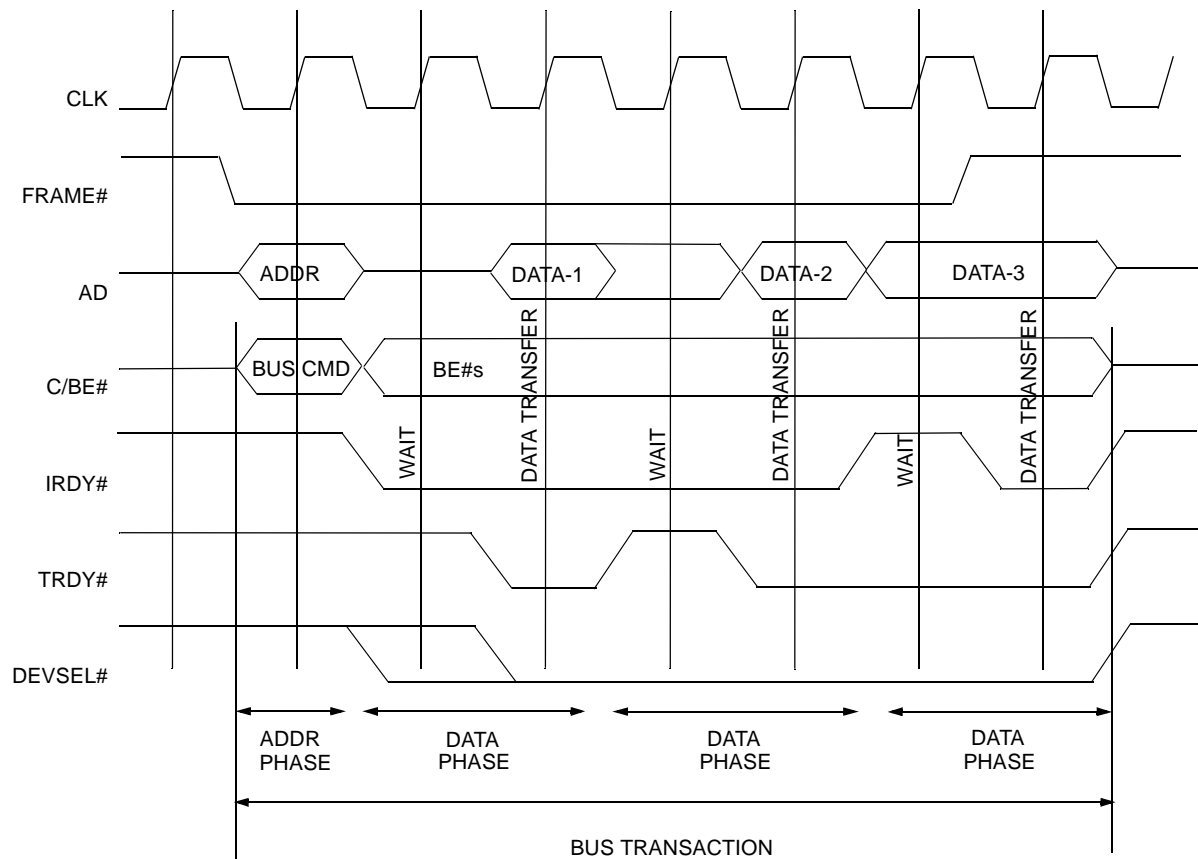 CLK
FRAME#
AD
ADDR
DATA-1
DATA-2
DATA-3
C/BE#
BUS CMD
BE#s
IRDY#
WAIT
DATA TRANSFER
WAIT
DATA TRANSFER
WAIT
DATA TRANSFER
TRDY#
DEVSEL#
ADDR
PHASE
DATA
PHASE
DATA
PHASE
DATA
PHASE
BUS TRANSACTION